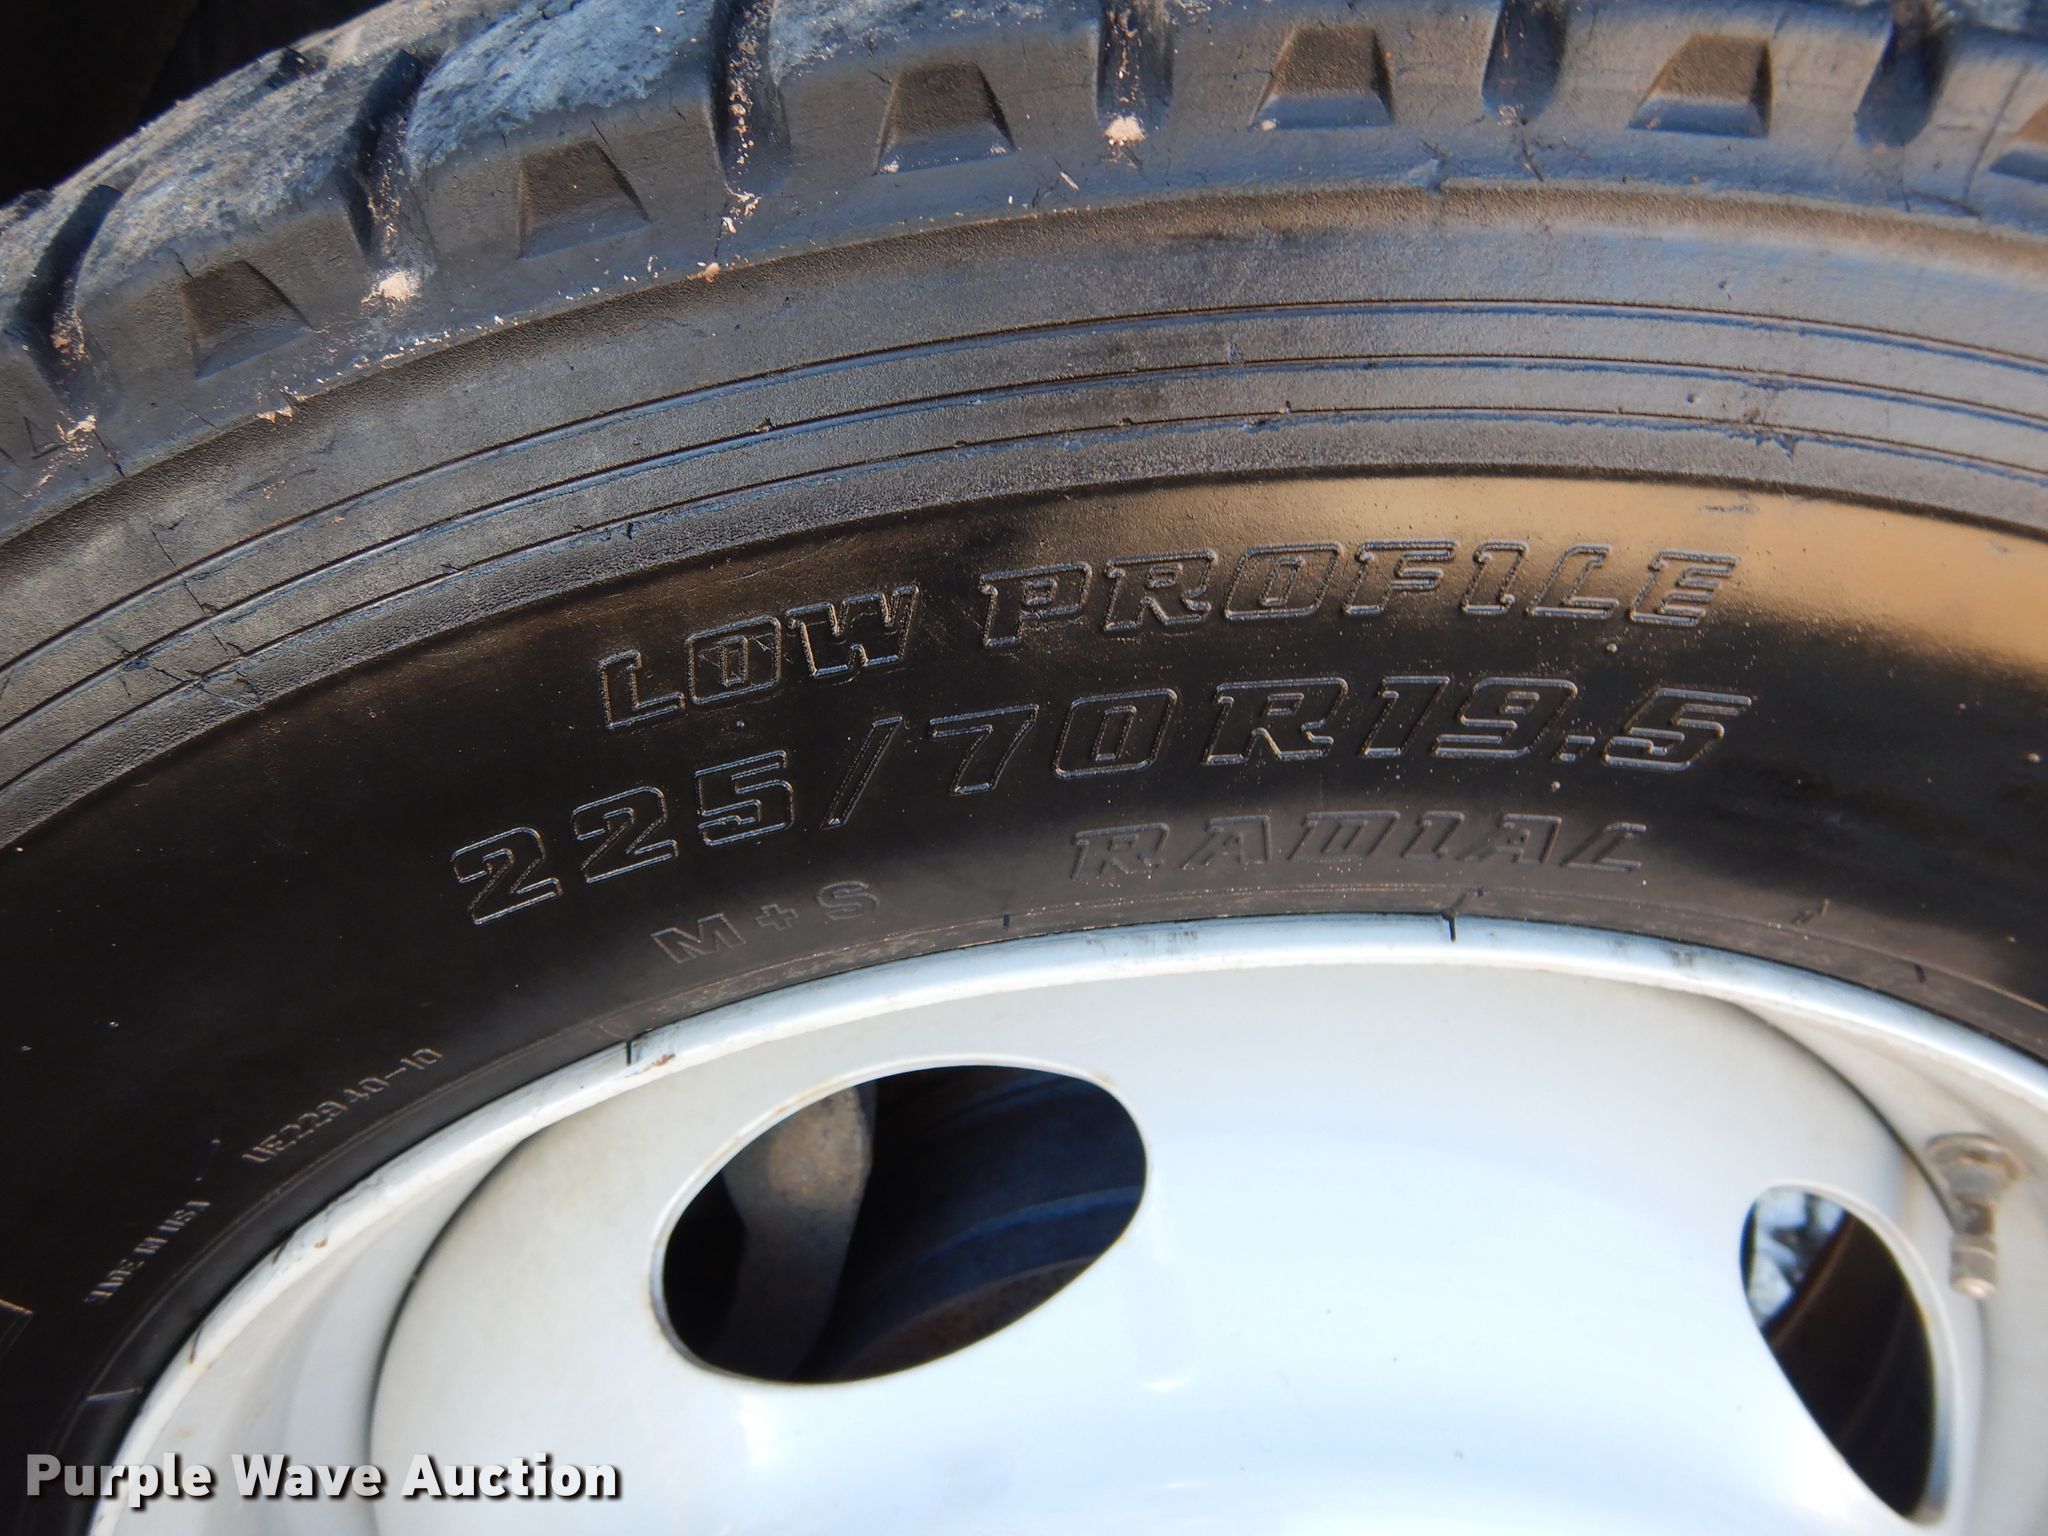 LOW PROFILE
225/70R19.5
RADIAL
M+S
MADE IN USA
Purple Wave Auction